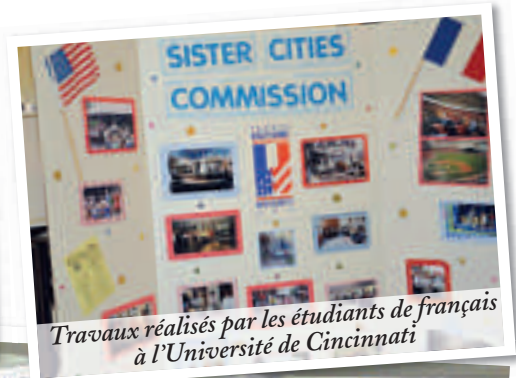 SISTER CITIES
COMMISSION
Travaux réalisés par les étudiants de français
à l'Université de Cincinnati